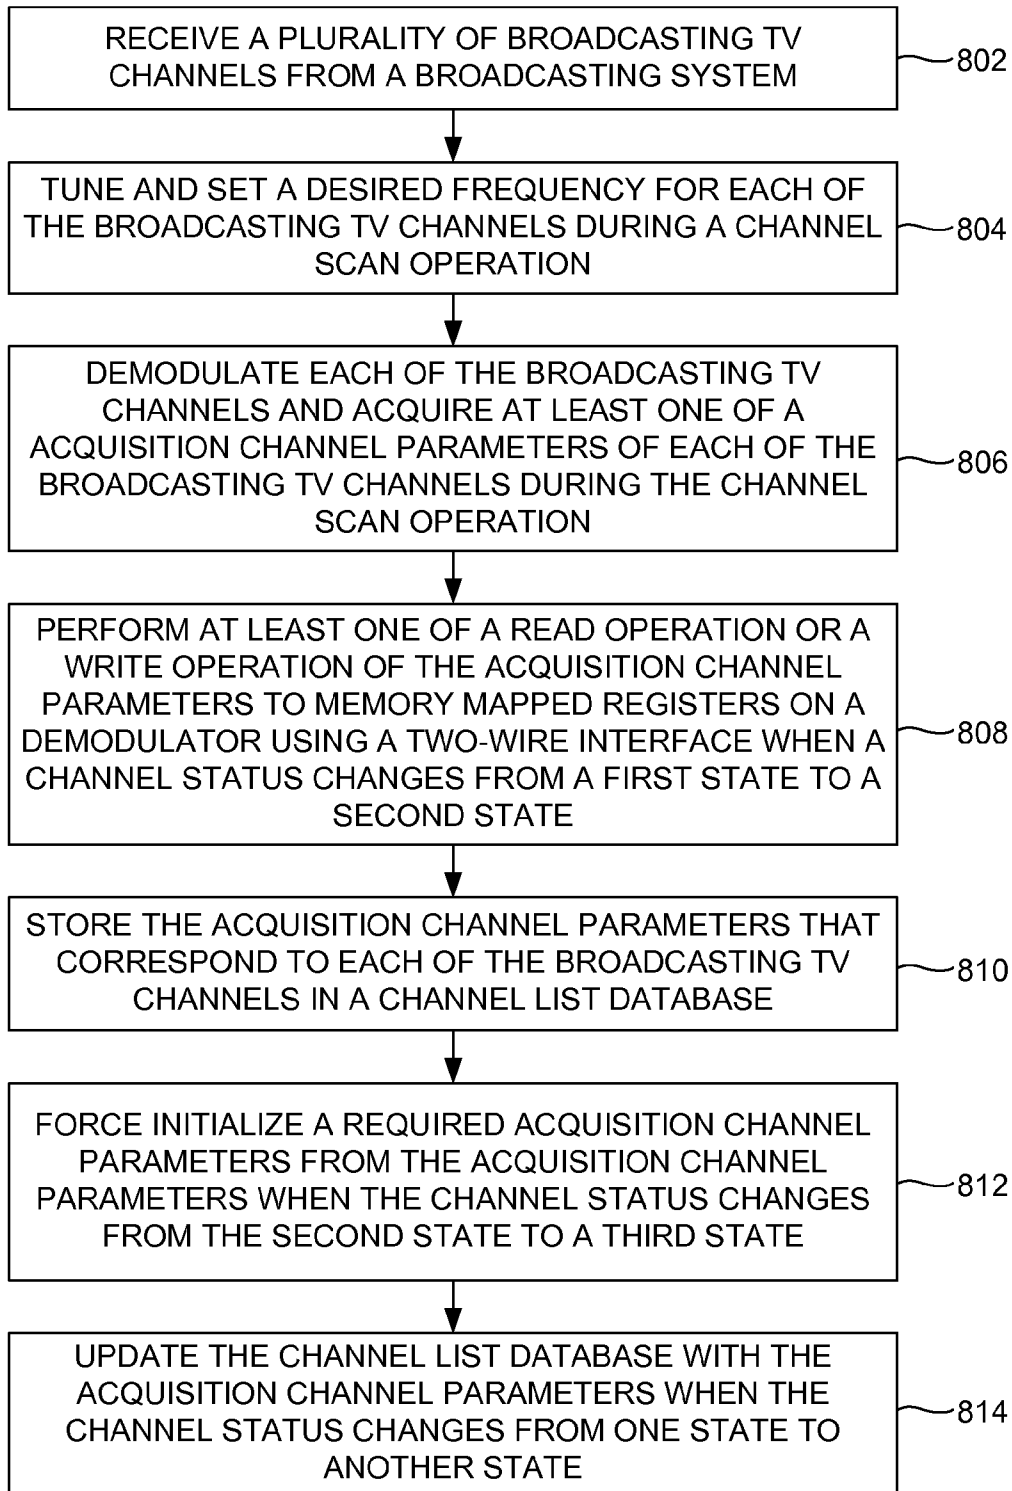 RECEIVE A PLURALITY OF BROADCASTING TV
CHANNELS FROM A BROADCASTING SYSTEM
802
TUNE AND SET A DESIRED FREQUENCY FOR EACH OF
THE BROADCASTING TV CHANNELS DURING A CHANNEL
SCAN OPERATION
804
DEMODULATE EACH OF THE BROADCASTING TV
CHANNELS AND ACQUIRE AT LEAST ONE OF A
ACQUISITION CHANNEL PARAMETERS OF EACH OF THE
BROADCASTING TV CHANNELS DURING THE CHANNEL
SCAN OPERATION
806
PERFORM AT LEAST ONE OF A READ OPERATION OR A
WRITE OPERATION OF THE ACQUISITION CHANNEL
PARAMETERS TO MEMORY MAPPED REGISTERS ON A
DEMODULATOR USING A TWO-WIRE INTERFACE WHEN A
CHANNEL STATUS CHANGES FROM A FIRST STATE TO A
SECOND STATE
808
STORE THE ACQUISITION CHANNEL PARAMETERS THAT
CORRESPOND TO EACH OF THE BROADCASTING TV
CHANNELS IN A CHANNEL LIST DATABASE
810
FORCE INITIALIZE A REQUIRED ACQUISITION CHANNEL
PARAMETERS FROM THE ACQUISITION CHANNEL
PARAMETERS WHEN THE CHANNEL STATUS CHANGES
FROM THE SECOND STATE TO A THIRD STATE
812
UPDATE THE CHANNEL LIST DATABASE WITH THE
ACQUISITION CHANNEL PARAMETERS WHEN THE
CHANNEL STATUS CHANGES FROM ONE STATE TO
ANOTHER STATE
814